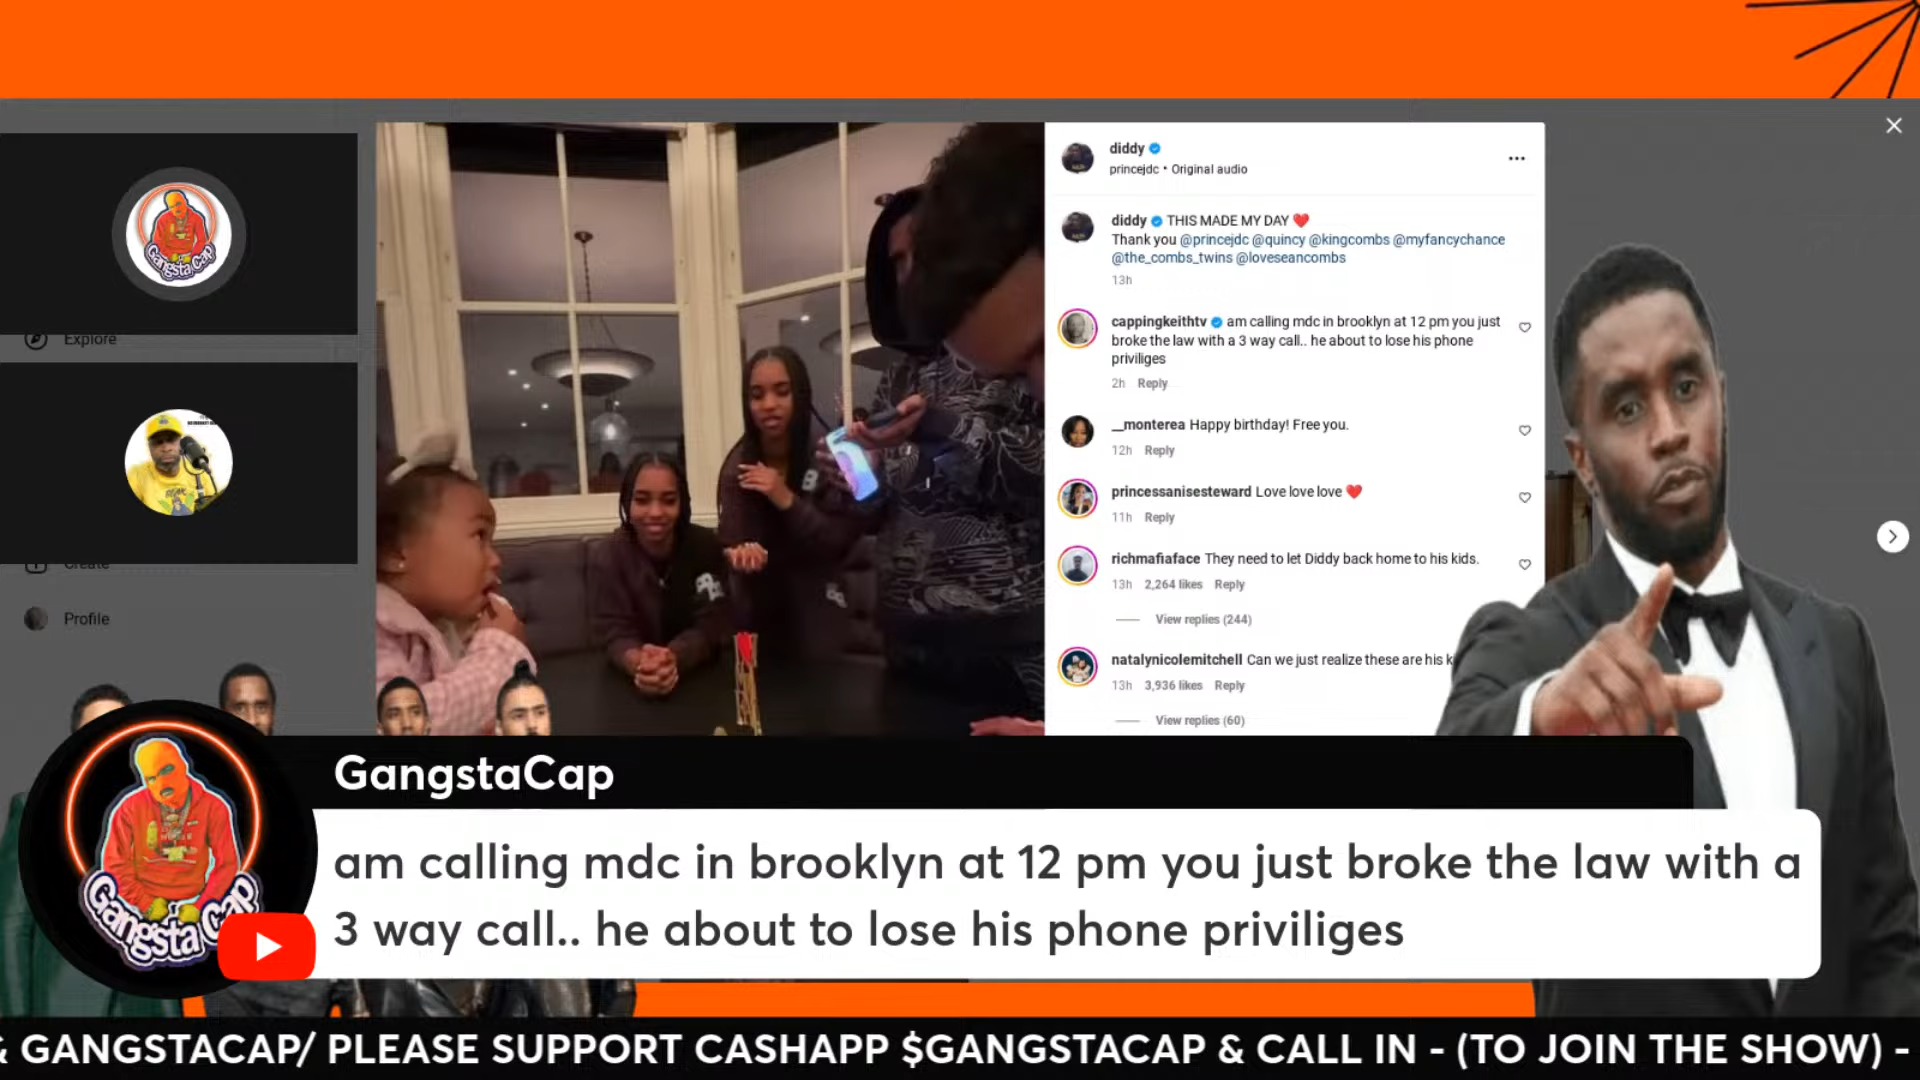 Gangsta Cap
Explore
Create
Profile
diddy
princejdc • Original audio
diddy THIS MADE MY DAY ❤️
Thank you @princejdc @quincy @kingcombs @myfancychance
@the_combs_twins @loveseancombs
13h
cappingkeithtv am calling mdc in brooklyn at 12 pm you just
broke the law with a 3 way call.. he about to lose his phone
priviliges
2h Reply
__monterea Happy birthday! Free you.
12h Reply
princessanisesteward Love love love ❤️
11h Reply
richmafiaface They need to let Diddy back home to his kids.
13h 2,264 likes Reply
View replies (244)
natalynicolemitchell Can we just realize these are his
13h 3,936 likes Reply
View replies (60)
GangstaCap
am calling mdc in brooklyn at 12 pm you just broke the law with a
3 way call.. he about to lose his phone priviliges
Gangsta Cap
& GANGSTACAP/ PLEASE SUPPORT CASHAPP $GANGSTACAP & CALL IN - (TO JOIN THE SHOW) -